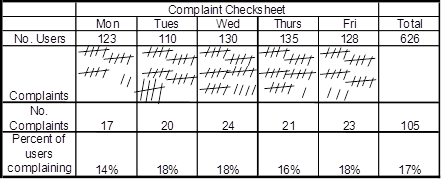 Complaint Checksheet
Mon Tues Wed Thurs Fri Total
No. Users 123 110 130 135 128 626
Complaints
No.
Complaints 17 20 24 21 23 105
Percent of
users
complaining 14% 18% 18% 16% 18% 17%